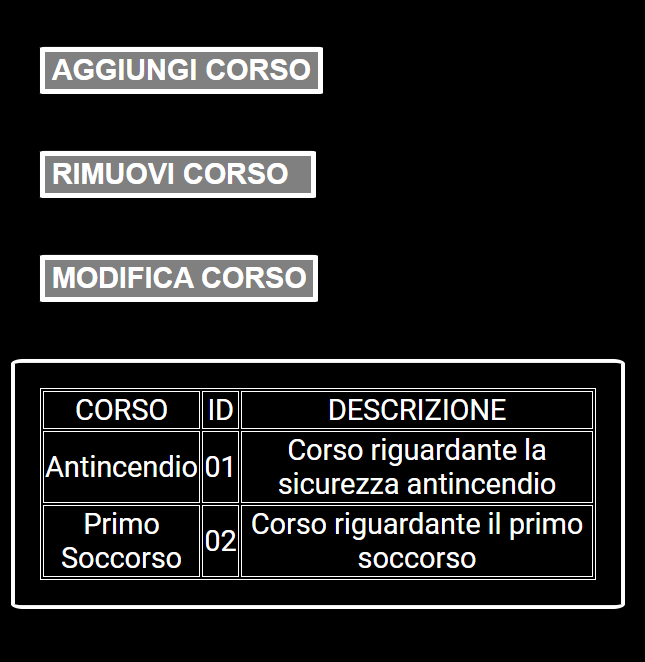 AGGIUNGI CORSO
RIMUOVI CORSO
MODIFICA CORSO
CORSO ID DESCRIZIONE
Antincendio 01 Corso riguardante la
sicurezza antincendio
Primo
Soccorso 02 Corso riguardante il primo
soccorso